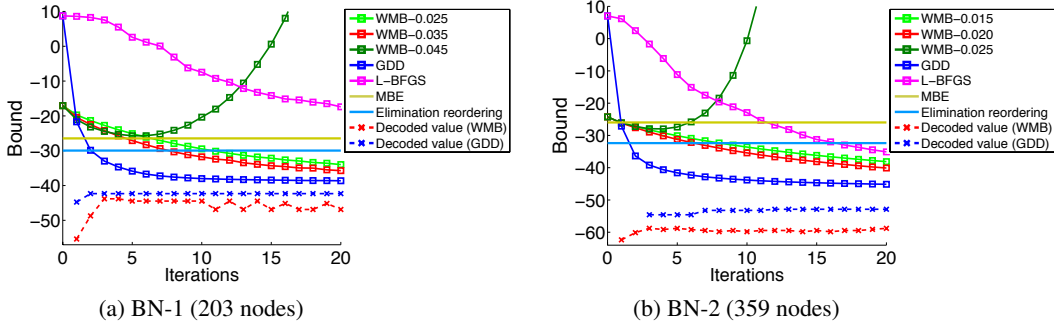 10
0
−10
−20
−30
−40
−50
Bound
0
5
10
15
20
Iterations
WMB−0.025
WMB−0.035
WMB−0.045
GDD
L−BFGS
MBE
Elimination reordering
Decoded value (WMB)
Decoded value (GDD)
(a) BN-1 (203 nodes)
10
0
−10
−20
−30
−40
−50
−60
Bound
0
5
10
15
20
Iterations
WMB−0.015
WMB−0.020
WMB−0.025
GDD
L−BFGS
MBE
Elimination reordering
Decoded value (WMB)
Decoded value (GDD)
(b) BN-2 (359 nodes)